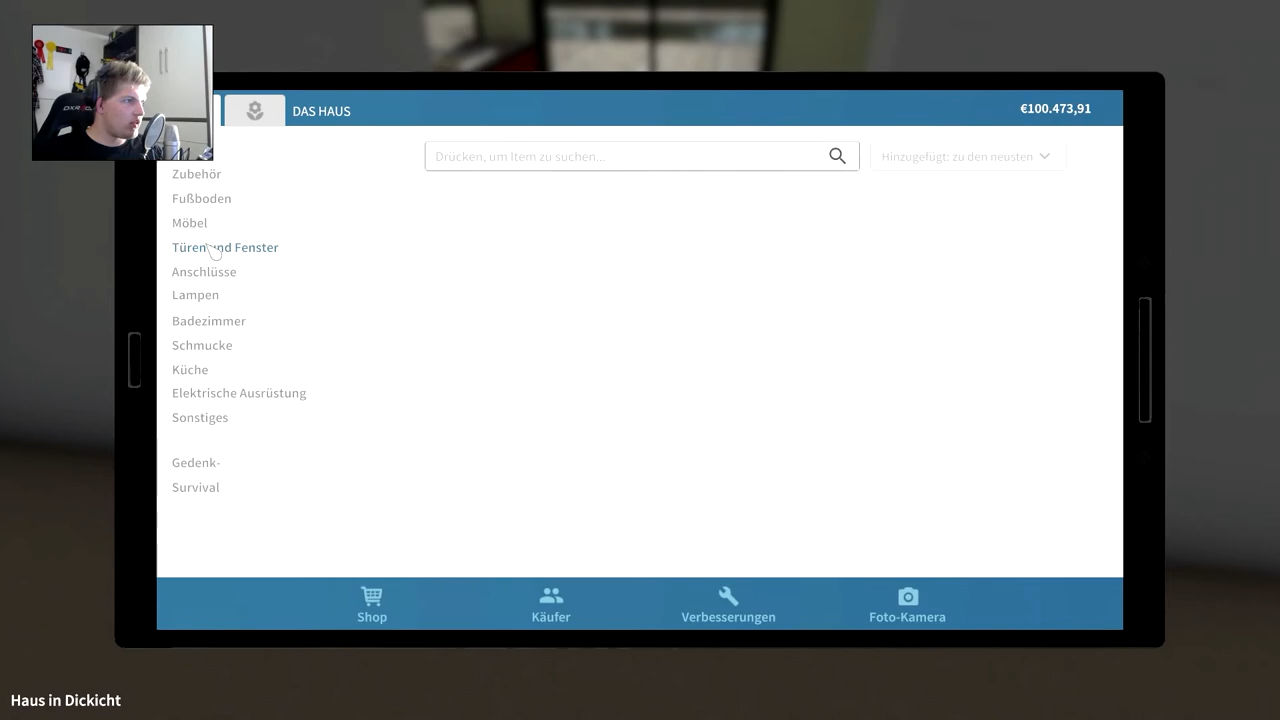 DXR
DAS HAUS
€100.473,91
Drücken, um Item zu suchen...
Hinzugefügt: zu den neusten
Zubehör
Fußboden
Möbel
Türen und Fenster
Anschlüsse
Lampen
Badezimmer
Schmucke
Küche
Elektrische Ausrüstung
Sonstiges
Gedenk-
Survival
Shop
Käufer
Verbesserungen
Foto-Kamera
Haus in Dickicht